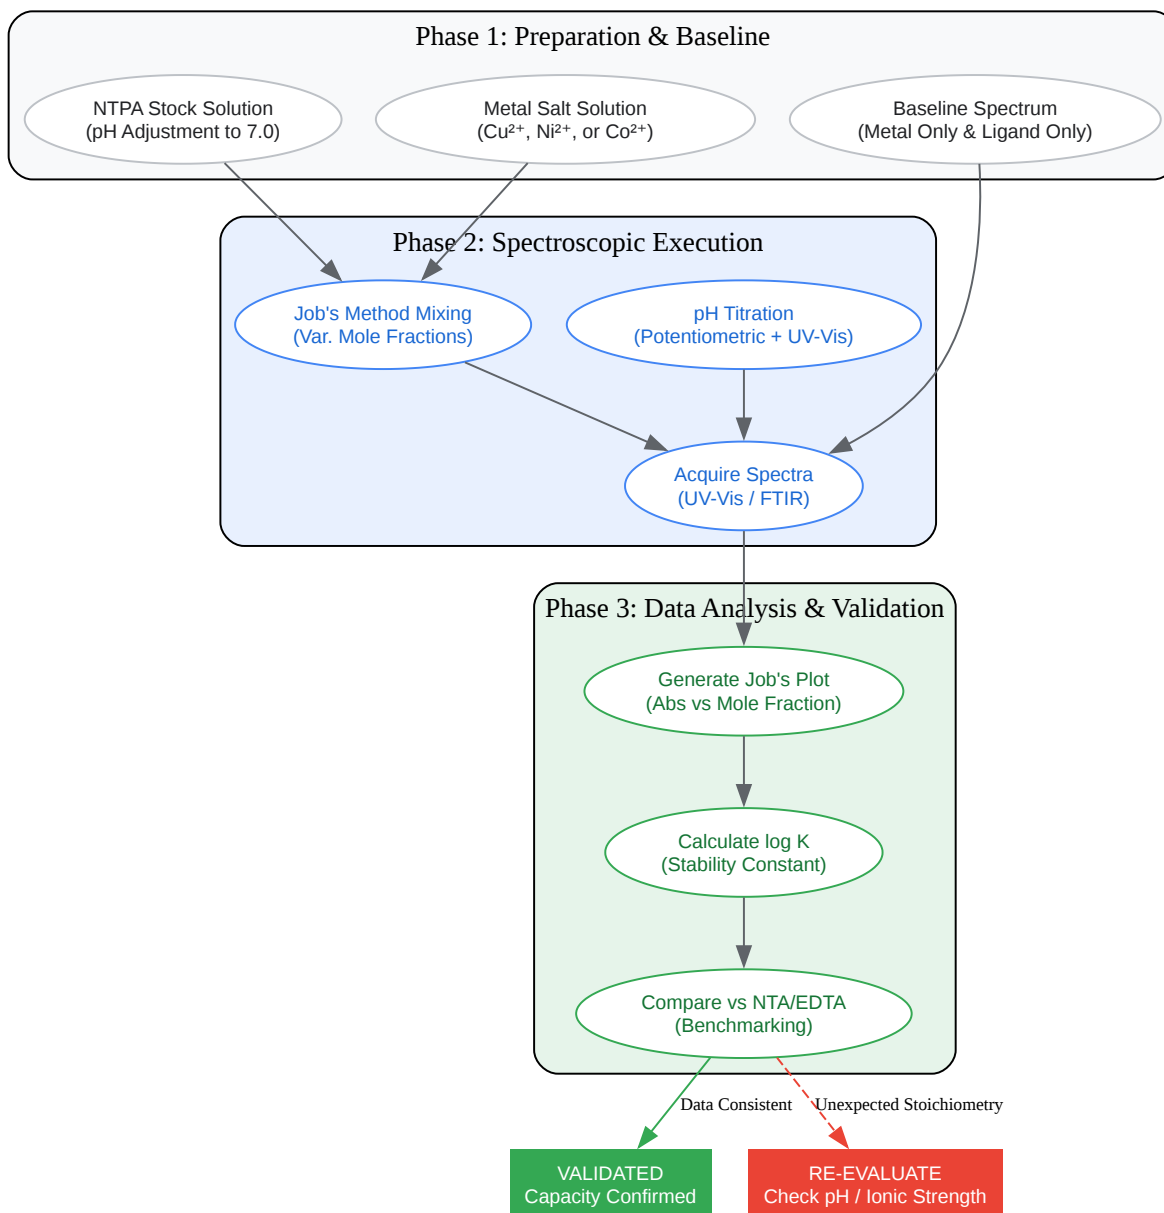 Phase 1: Preparation & Baseline
NTPA Stock Solution
(pH Adjustment to 7.0)
Metal Salt Solution
(Cu²⁺, Ni²⁺, or Co²⁺)
Baseline Spectrum
(Metal Only & Ligand Only)
Phase 2: Spectroscopic Execution
Job's Method Mixing
(Var. Mole Fractions)
pH Titration
(Potentiometric + UV-Vis)
Acquire Spectra
(UV-Vis / FTIR)
Phase 3: Data Analysis & Validation
Generate Job's Plot
(Abs vs Mole Fraction)
Calculate log K
(Stability Constant)
Compare vs NTA/EDTA
(Benchmarking)
Data Consistent
Unexpected Stoichiometry
VALIDATED
Capacity Confirmed
RE-EVALUATE
Check pH / Ionic Strength